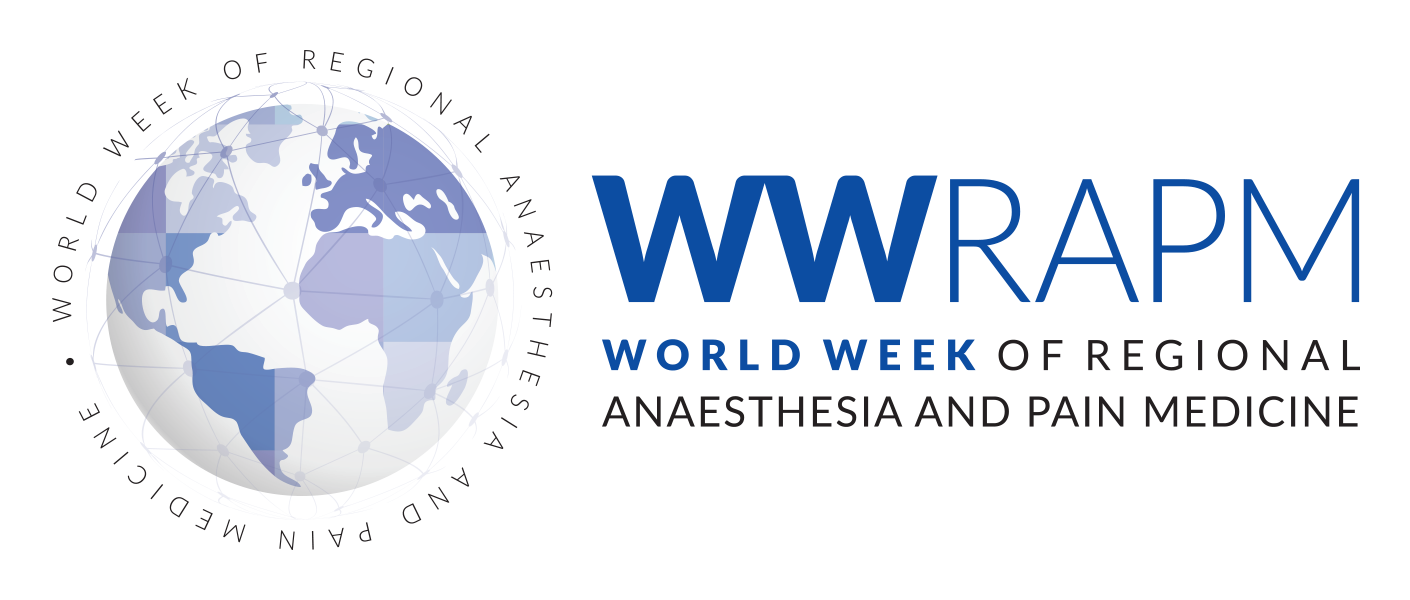 WORLD WEEK OF REGIONAL ANAESTHESIA AND PAIN MEDICINE •
WWRAPM
WORLD WEEK OF REGIONAL
ANAESTHESIA AND PAIN MEDICINE